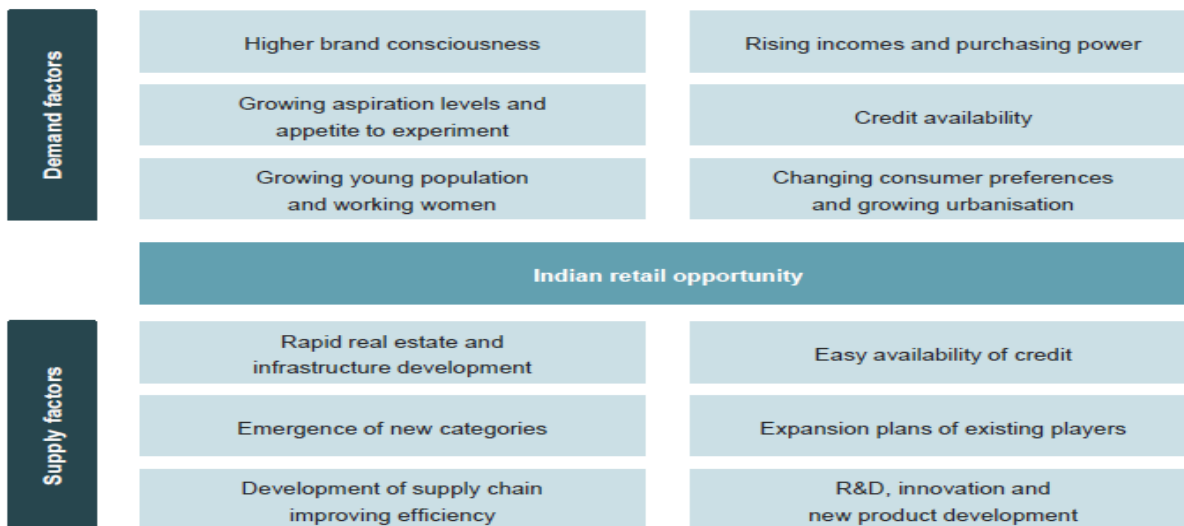 Demand factors
Higher brand consciousness
Rising incomes and purchasing power
Growing aspiration levels and
appetite to experiment
Credit availability
Growing young population
and working women
Changing consumer preferences
and growing urbanisation
Indian retail opportunity
Supply factors
Rapid real estate and
infrastructure development
Easy availability of credit
Emergence of new categories
Expansion plans of existing players
Development of supply chain
improving efficiency
R&D, innovation and
new product development